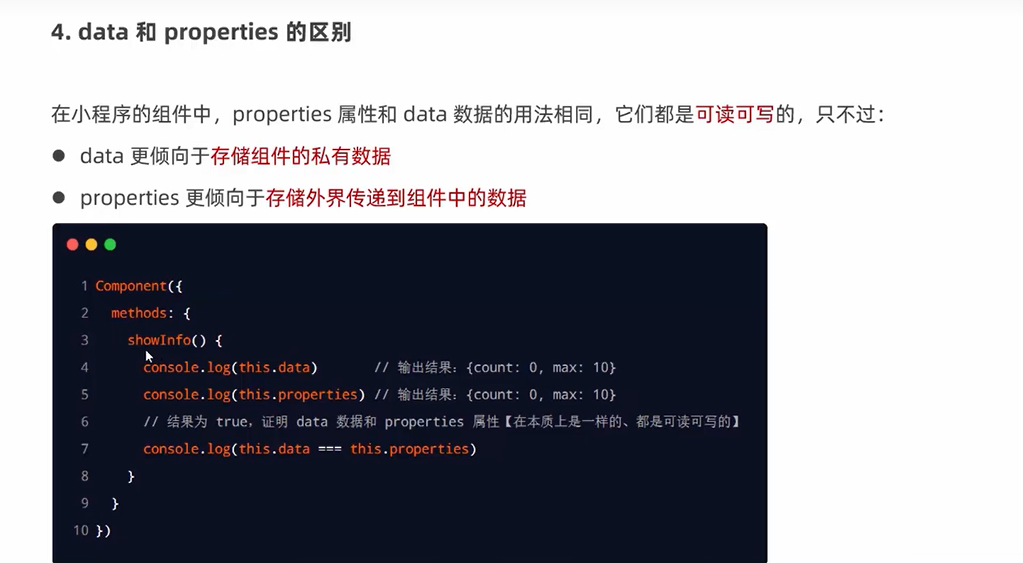 4. data 和 properties 的区别
在小程序的组件中，properties 属性和 data 数据的用法相同，它们都是可读可写的，只不过：
● data 更倾向于存储组件的私有数据
● properties 更倾向于存储外界传递到组件中的数据
1 Component({
2   methods: {
3     showInfo() {
4       console.log(this.data)       // 输出结果：{count: 0, max: 10}
5       console.log(this.properties) // 输出结果：{count: 0, max: 10}
6       // 结果为 true，证明 data 数据和 properties 属性【在本质上是一样的、都是可读可写的】
7       console.log(this.data === this.properties)
8     }
9   }
10 })